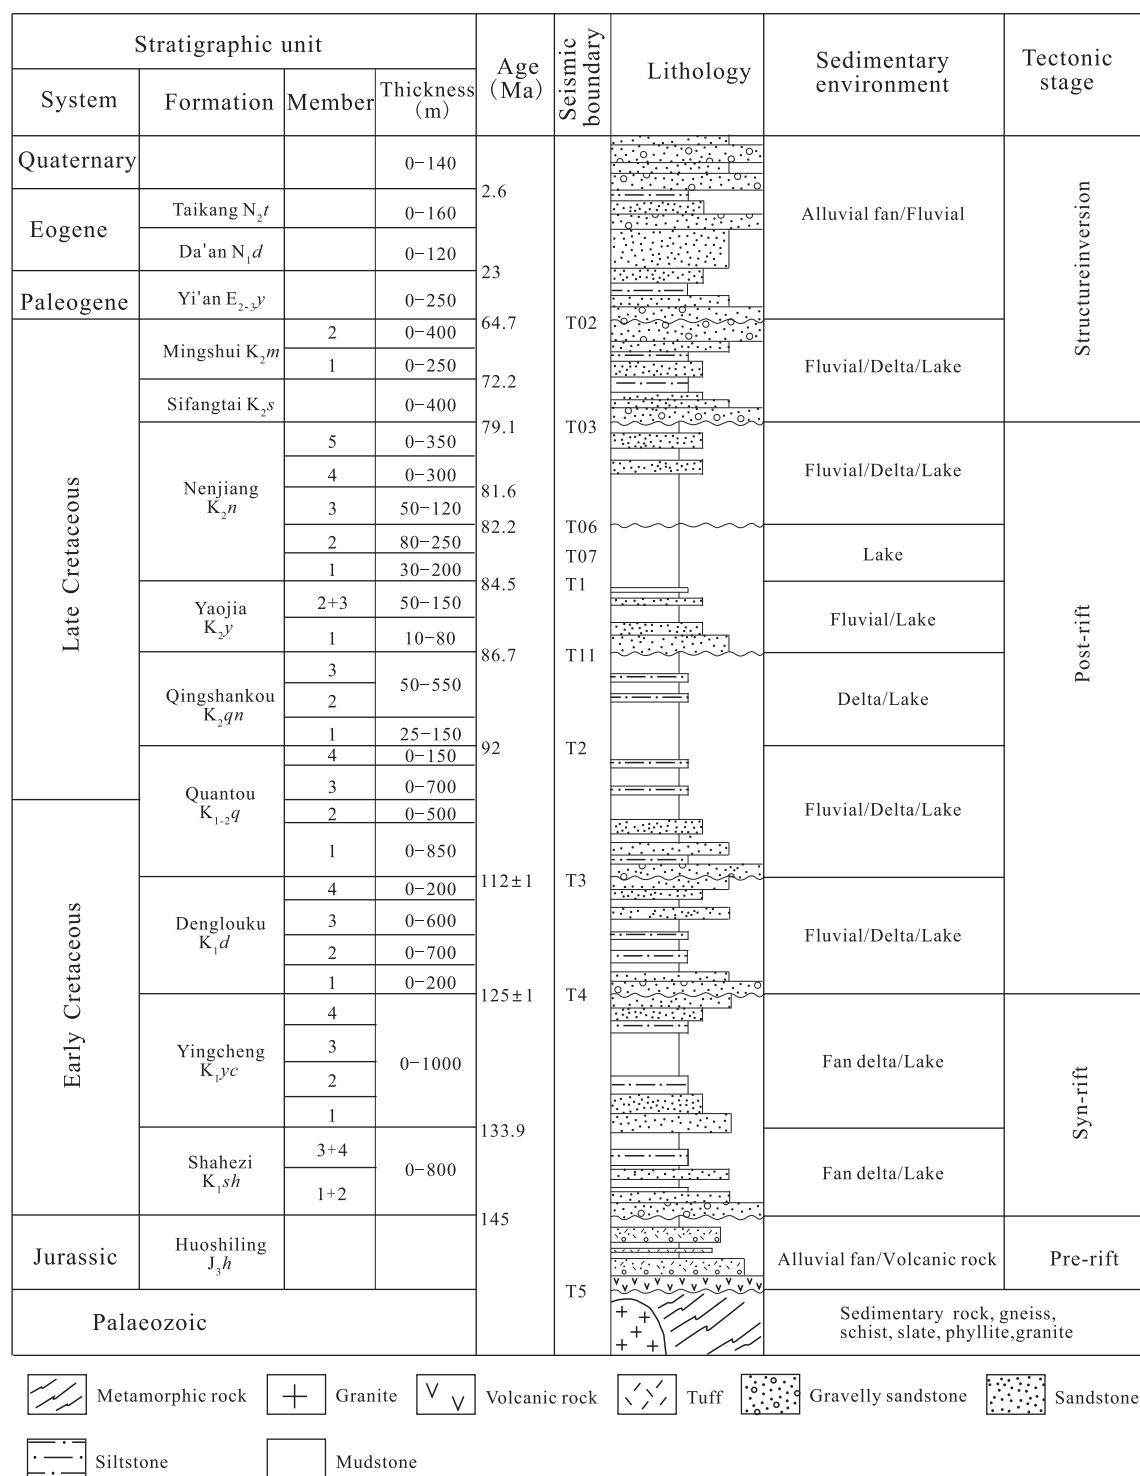 Stratigraphic unit
System
Formation
Member
Thickness
(m)
Age
(Ma)
Seismic
boundary
Lithology
Sedimentary
environment
Tectonic
stage
Quaternary
0−140
2.6
Eogene
Taikang N2t
0−160
Alluvial fan/Fluvial
Da'an N1d
0−120
23
Paleogene
Yi'an E2-3y
0−250
64.7
T02
Structureinversion
Late Cretaceous
Mingshui K2m
2
0−400
1
0−250
72.2
Fluvial/Delta/Lake
Sifangtai K2s
0−400
79.1
T03
Nenjiang
K2n
5
0−350
4
0−300
81.6
Fluvial/Delta/Lake
3
50−120
82.2
T06
2
80−250
T07
Lake
1
30−200
84.5
T1
Yaojia
K2y
2+3
50−150
Fluvial/Lake
1
10−80
86.7
T11
Post-rift
Qingshankou
K2qn
3
50−550
2
Delta/Lake
1
25−150
92
T2
Quantou
K1-2q
4
0−150
3
0−700
2
0−500
Fluvial/Delta/Lake
1
0−850
112±1
T3
Early Cretaceous
Denglouku
K1d
4
0−200
3
0−600
Fluvial/Delta/Lake
2
0−700
1
0−200
125±1
T4
Yingcheng
K1yc
4
3
0−1000
Fan delta/Lake
2
1
133.9
Syn-rift
Shahezi
K1sh
3+4
0−800
Fan delta/Lake
1+2
145
Jurassic
Huoshiling
J3h
Alluvial fan/Volcanic rock
Pre-rift
T5
Palaeozoic
Sedimentary rock, gneiss,
schist, slate, phyllite,granite
Metamorphic rock
Granite
Volcanic rock
Tuff
Gravelly sandstone
Sandstone
Siltstone
Mudstone